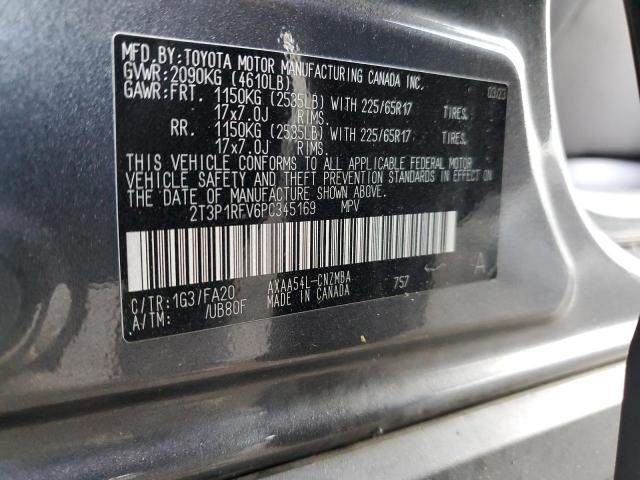 MFD.BY:TOYOTA MOTOR MANUFACTURING CANADA INC.
GVWR:2090KG (4610LB) 03/23
GAWR:FRT. 1150KG (2535LB) WITH 225/65R17 TIRES.
17x7.0J RIMS.
RR. 1150KG (2535LB) WITH 225/65R17 TIRES.
17x7.0J RIMS.
THIS VEHICLE CONFORMS TO ALL APPLICABLE FEDERAL MOTOR
VEHICLE SAFETY AND THEFT PREVENTION STANDARDS IN EFFECT ON
THE DATE OF MANUFACTURE SHOWN ABOVE.
2T3P1RFV6PC345169 MPV
C/TR:1G3/FA20 AXAA54L-CNZMBA 757 A
A/TM: /UB80F MADE IN CANADA